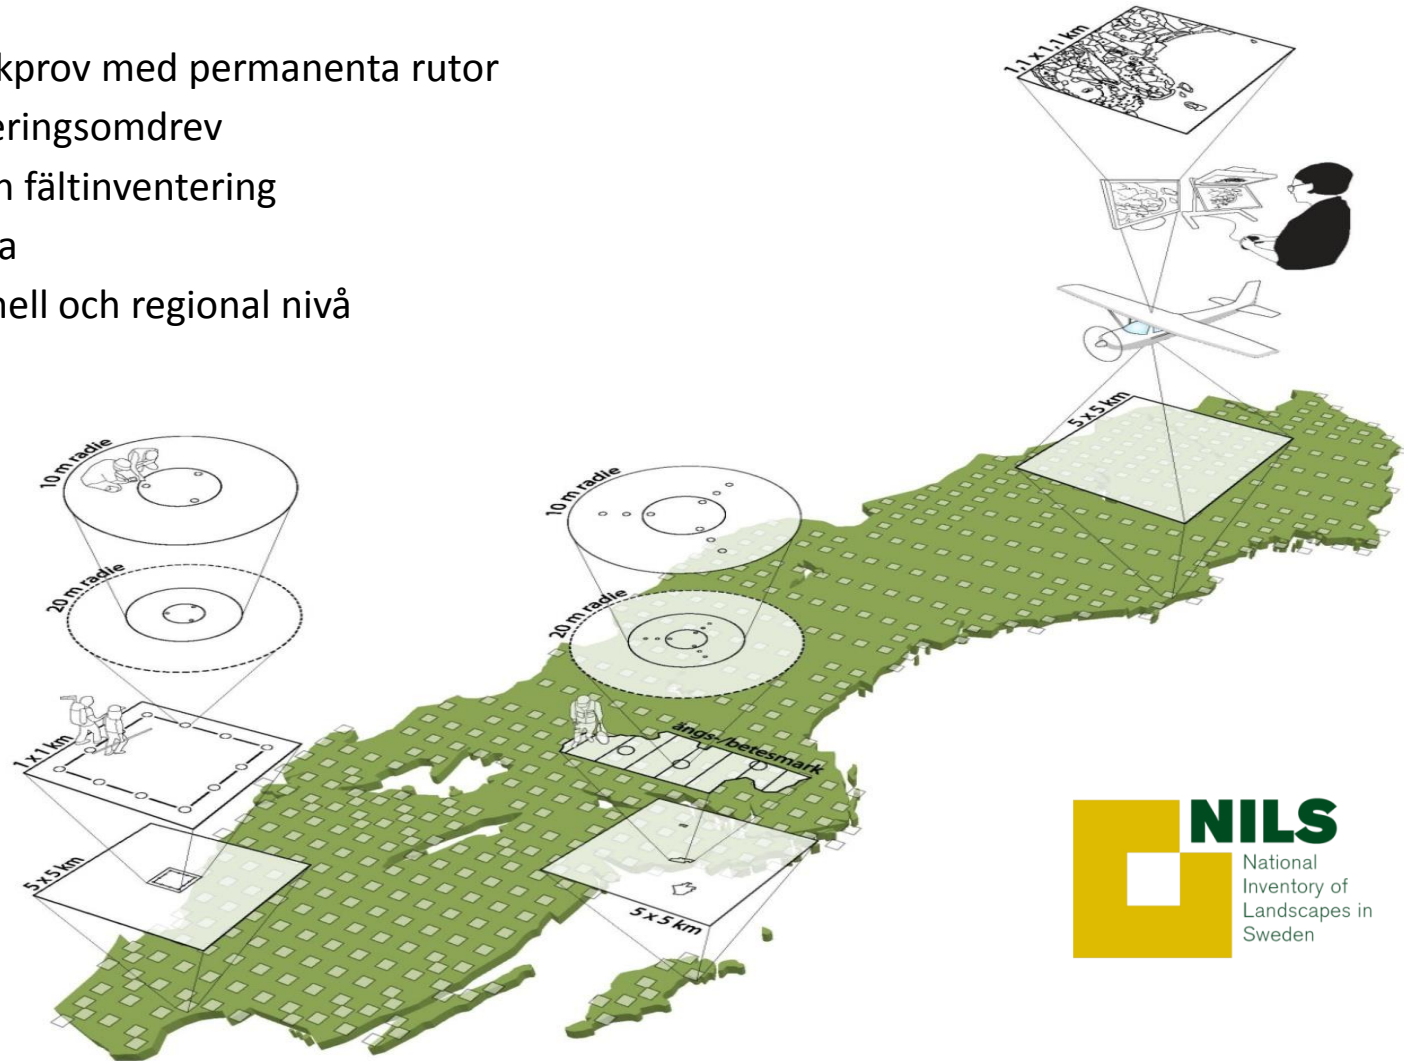 kprov med permanenta rutor
eringsomdrev
n fältinventering
a
nell och regional nivå
1,1 x 1,1 km
5 x 5 km
10 m radie
20 m radie
1 x 1 km
5 x 5 km
10 m radie
20 m radie
ängs-/betesmark
5 x 5 km
NILS
National
Inventory of
Landscapes in
Sweden